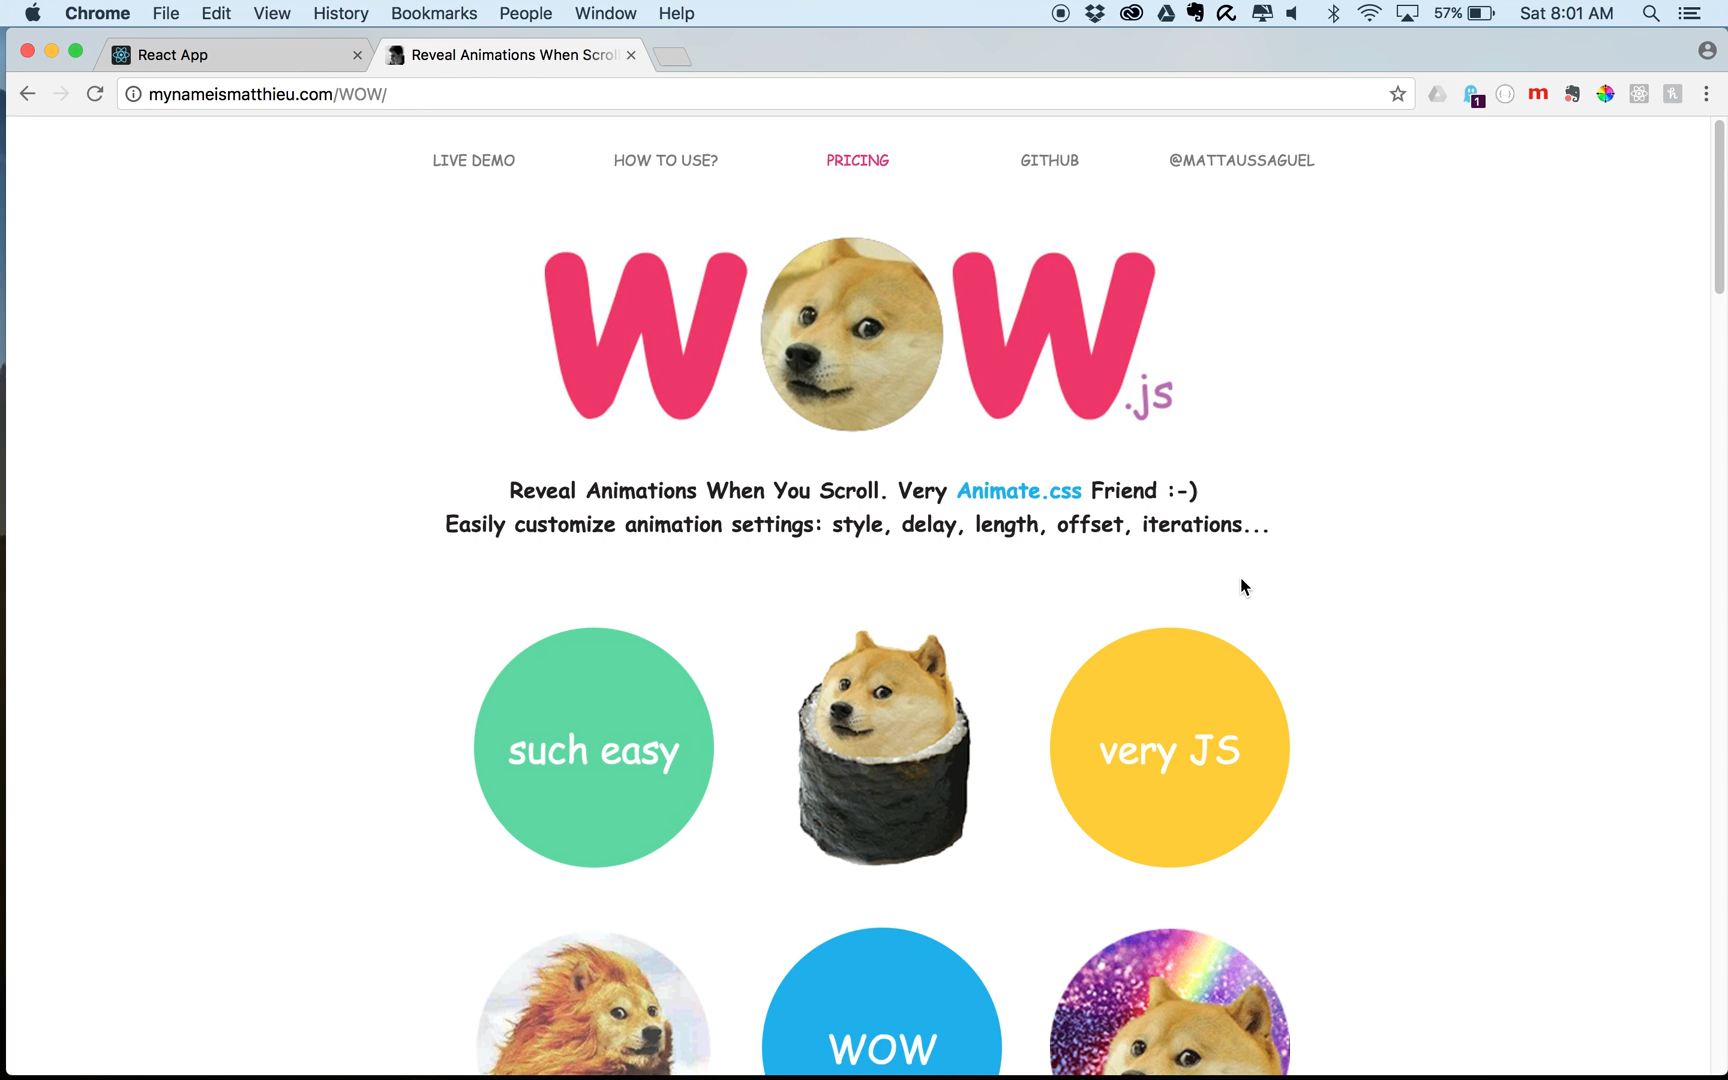 Chrome File Edit View History Bookmarks People Window Help 57% Sat 8:01 AM
React App
Reveal Animations When Scrol
mynameismatthieu.com/WOW/
1
m
LIVE DEMO HOW TO USE? PRICING GITHUB @MATTAUSSAGUEL
W W.js
Reveal Animations When You Scroll. Very Animate.css Friend :-)
Easily customize animation settings: style, delay, length, offset, iterations...
such easy
very JS
WOW